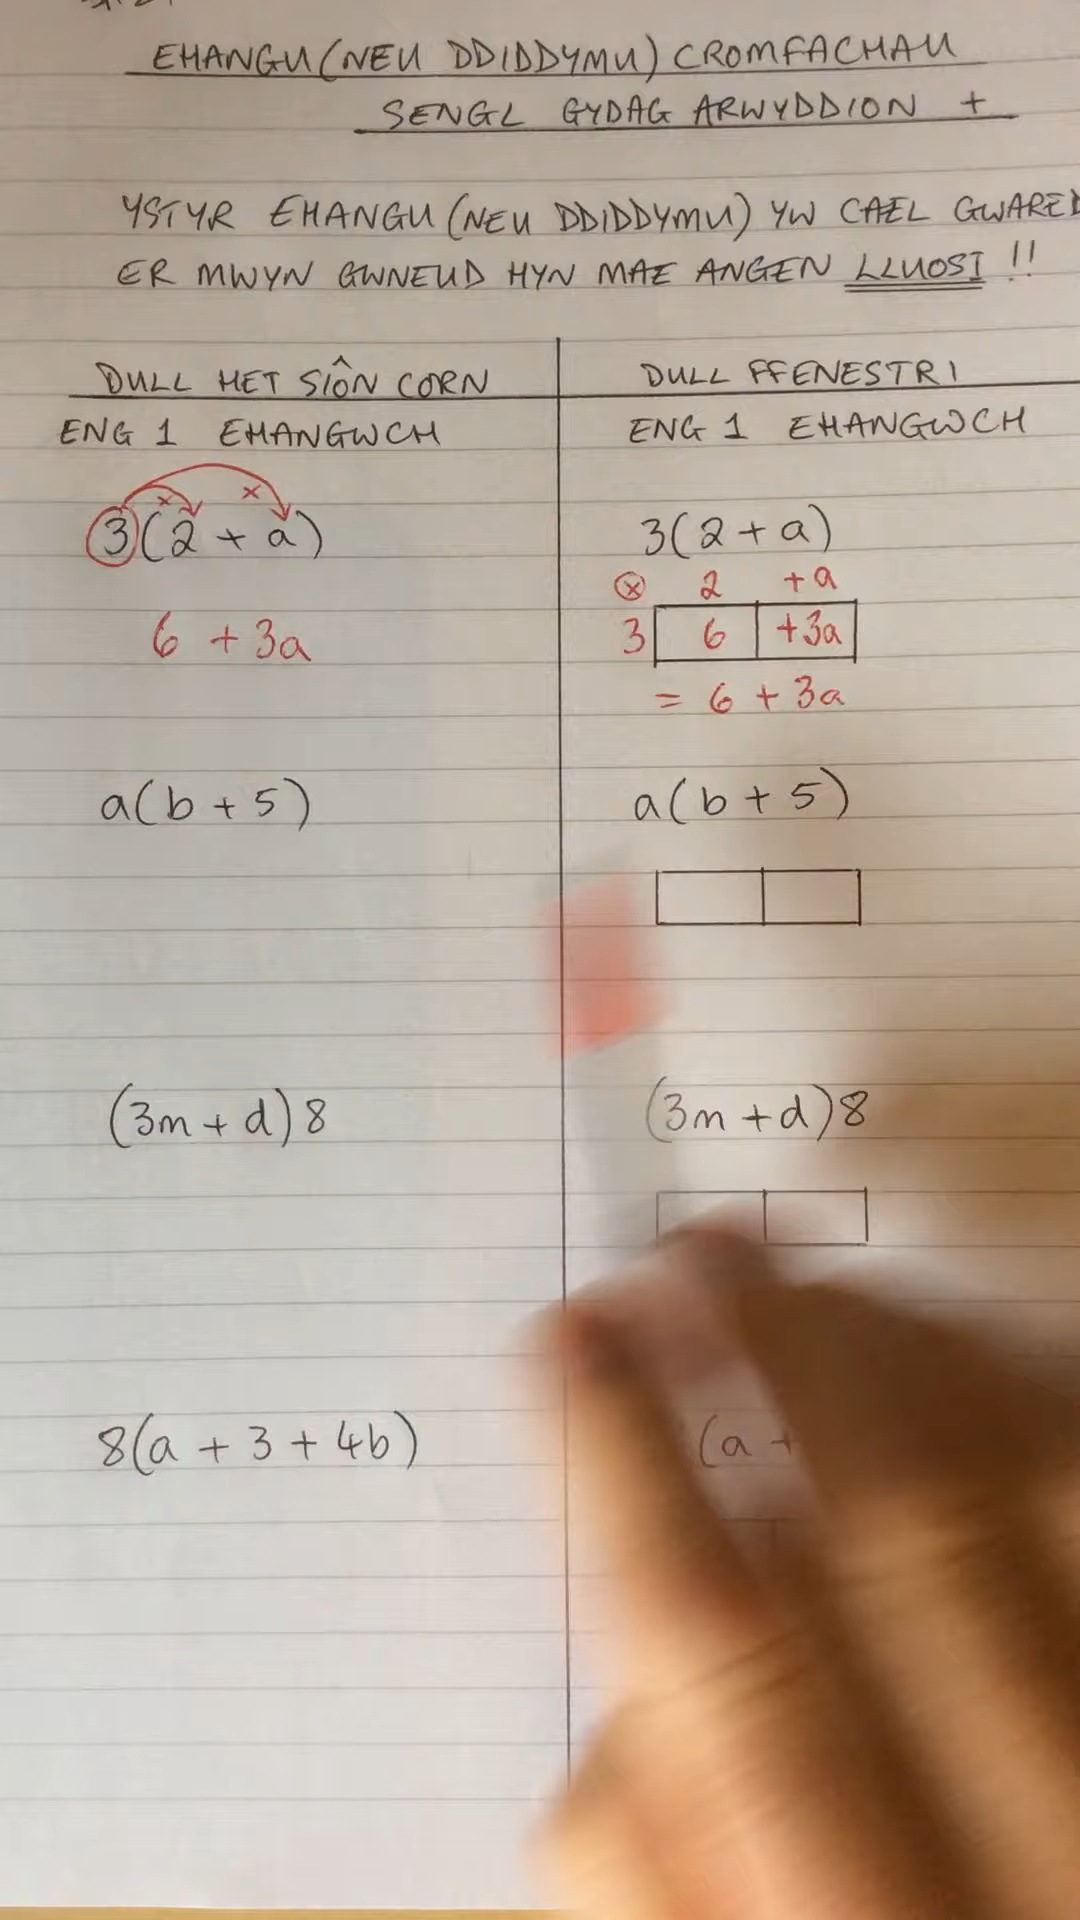 EHANGU (NEU DDIDDYMU) CROMFACHAU
SENGL GYDAG ARWYDDION +
YSTYR EHANGU (NEU DDIDDYMU) YW CAEL GWARED
ER MWYN GWNEUD HYN MAE ANGEN LLUOSI !!
DULL HET SIÔN CORN
ENG 1 EHANGWCH
× ×
3(2 + a)
6 + 3a
a(b + 5)
(3m + d)8
8(a + 3 + 4b)
DULL FFENESTRI
ENG 1 EHANGWCH
3(2 + a)
× 2 + a
3 6 +3a
= 6 + 3a
a(b + 5)
(3m + d)8
(a +